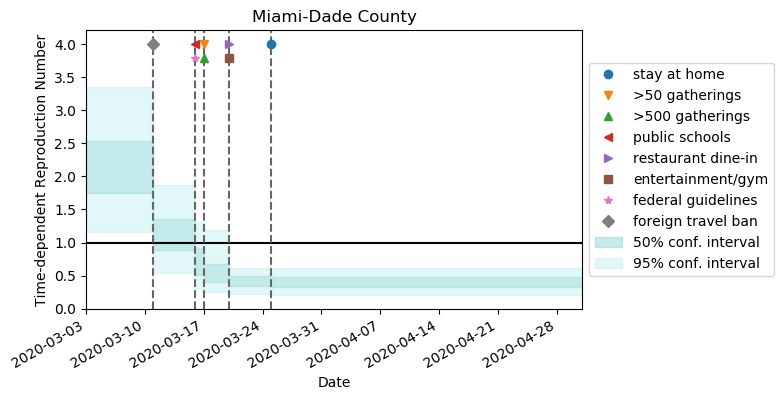 Miami-Dade County
Time-dependent Reproduction Number
4.0
3.5
3.0
2.5
2.0
1.5
1.0
0.5
0.0
2020-03-03
2020-03-10
2020-03-17
2020-03-24
2020-03-31
2020-04-07
2020-04-14
2020-04-21
2020-04-28
Date
stay at home
>50 gatherings
>500 gatherings
public schools
restaurant dine-in
entertainment/gym
federal guidelines
foreign travel ban
50% conf. interval
95% conf. interval